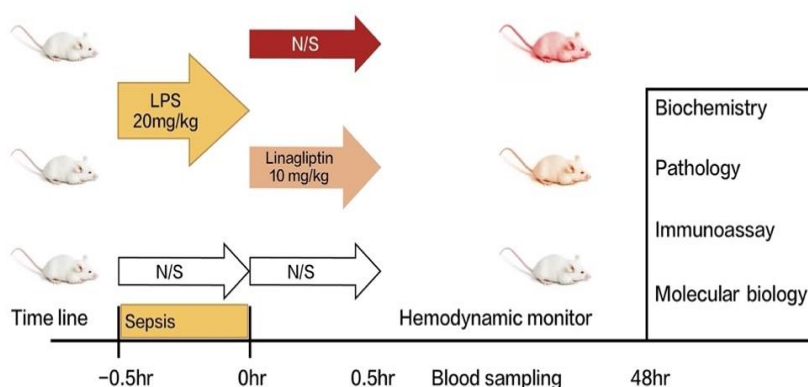 N/S
LPS
20mg/kg
Linagliptin
10 mg/kg
N/S
N/S
Biochemistry
Pathology
Immunoassay
Molecular biology
Time line
Sepsis
Hemodynamic monitor
−0.5hr
0hr
0.5hr
Blood sampling
48hr